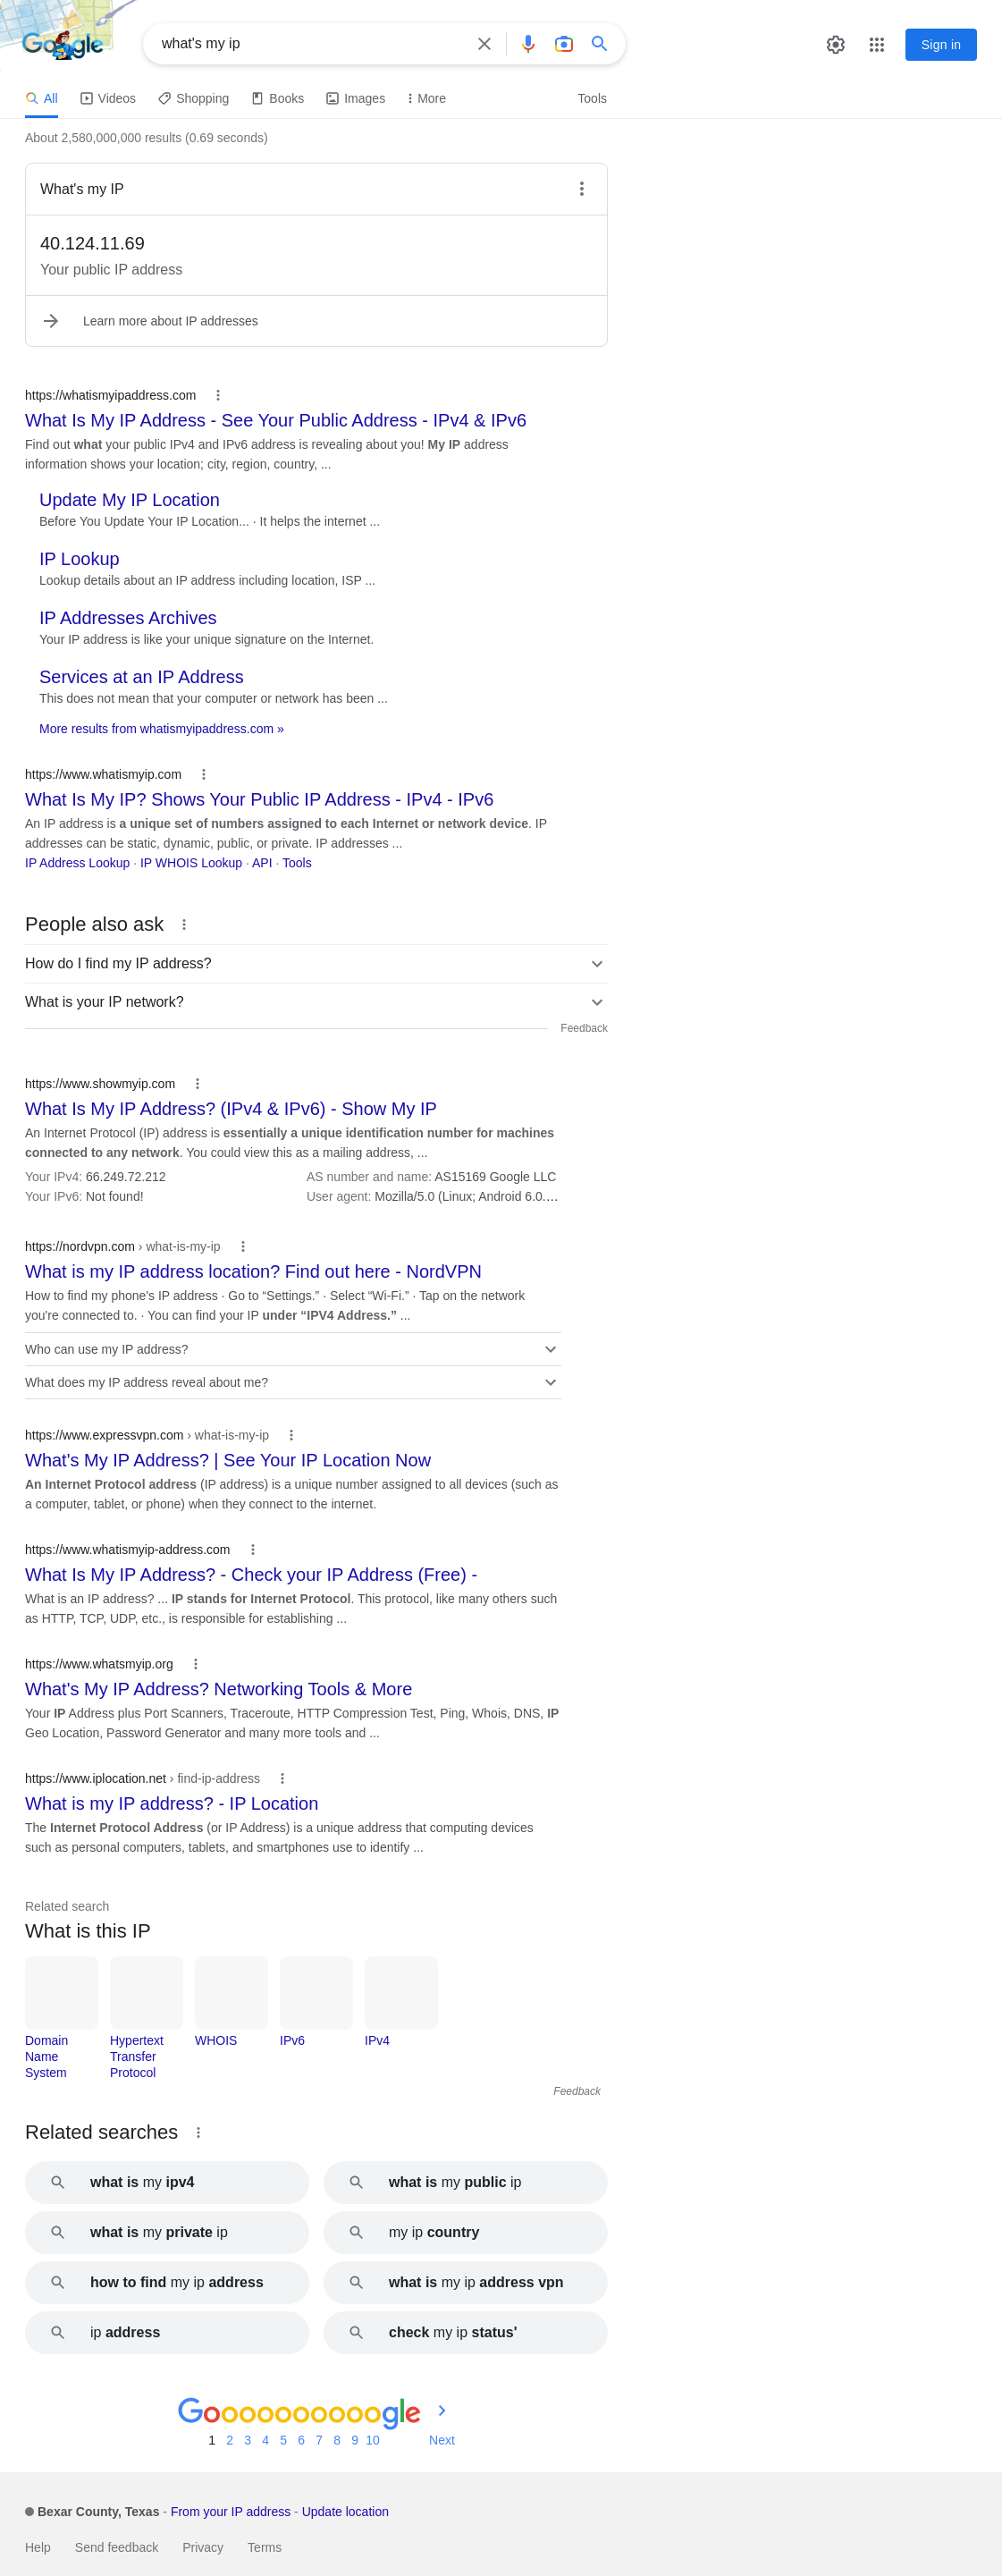 Google
what's my ip
Sign in
All
Videos
Shopping
Books
Images
More
Tools
About 2,580,000,000 results (0.69 seconds)
What's my IP
40.124.11.69
Your public IP address
Learn more about IP addresses
https://whatismyipaddress.com
What Is My IP Address - See Your Public Address - IPv4 & IPv6
Find out what your public IPv4 and IPv6 address is revealing about you! My IP address
information shows your location; city, region, country, ...
Update My IP Location
Before You Update Your IP Location... · It helps the internet ...
IP Lookup
Lookup details about an IP address including location, ISP ...
IP Addresses Archives
Your IP address is like your unique signature on the Internet.
Services at an IP Address
This does not mean that your computer or network has been ...
More results from whatismyipaddress.com »
https://www.whatismyip.com
What Is My IP? Shows Your Public IP Address - IPv4 - IPv6
An IP address is a unique set of numbers assigned to each Internet or network device. IP
addresses can be static, dynamic, public, or private. IP addresses ...
IP Address Lookup · IP WHOIS Lookup · API · Tools
People also ask
How do I find my IP address?
What is your IP network?
Feedback
https://www.showmyip.com
What Is My IP Address? (IPv4 & IPv6) - Show My IP
An Internet Protocol (IP) address is essentially a unique identification number for machines
connected to any network. You could view this as a mailing address, ...
Your IPv4: 66.249.72.212
AS number and name: AS15169 Google LLC
Your IPv6: Not found!
User agent: Mozilla/5.0 (Linux; Android 6.0....
https://nordvpn.com › what-is-my-ip
What is my IP address location? Find out here - NordVPN
How to find my phone's IP address · Go to “Settings.” · Select “Wi-Fi.” · Tap on the network
you're connected to. · You can find your IP under “IPV4 Address.” ...
Who can use my IP address?
What does my IP address reveal about me?
https://www.expressvpn.com › what-is-my-ip
What's My IP Address? | See Your IP Location Now
An Internet Protocol address (IP address) is a unique number assigned to all devices (such as
a computer, tablet, or phone) when they connect to the internet.
https://www.whatismyip-address.com
What Is My IP Address? - Check your IP Address (Free) -
What is an IP address? ... IP stands for Internet Protocol. This protocol, like many others such
as HTTP, TCP, UDP, etc., is responsible for establishing ...
https://www.whatsmyip.org
What's My IP Address? Networking Tools & More
Your IP Address plus Port Scanners, Traceroute, HTTP Compression Test, Ping, Whois, DNS, IP
Geo Location, Password Generator and many more tools and ...
https://www.iplocation.net › find-ip-address
What is my IP address? - IP Location
The Internet Protocol Address (or IP Address) is a unique address that computing devices
such as personal computers, tablets, and smartphones use to identify ...
Related search
What is this IP
Domain
Name
System
Hypertext
Transfer
Protocol
WHOIS
IPv6
IPv4
Feedback
Related searches
what is my ipv4
what is my public ip
what is my private ip
my ip country
how to find my ip address
what is my ip address vpn
ip address
check my ip status'
Goooooooooogle
1 2 3 4 5 6 7 8 9 10 Next
Bexar County, Texas - From your IP address - Update location
Help Send feedback Privacy Terms